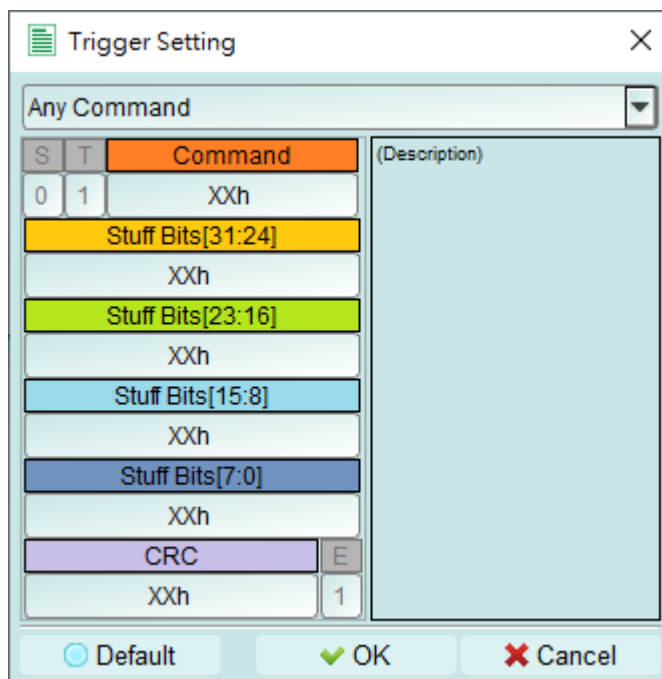 Trigger Setting
Any Command
S T Command
0 1 XXh
Stuff Bits[31:24]
XXh
Stuff Bits[23:16]
XXh
Stuff Bits[15:8]
XXh
Stuff Bits[7:0]
XXh
CRC E
XXh 1
(Description)
Default OK Cancel